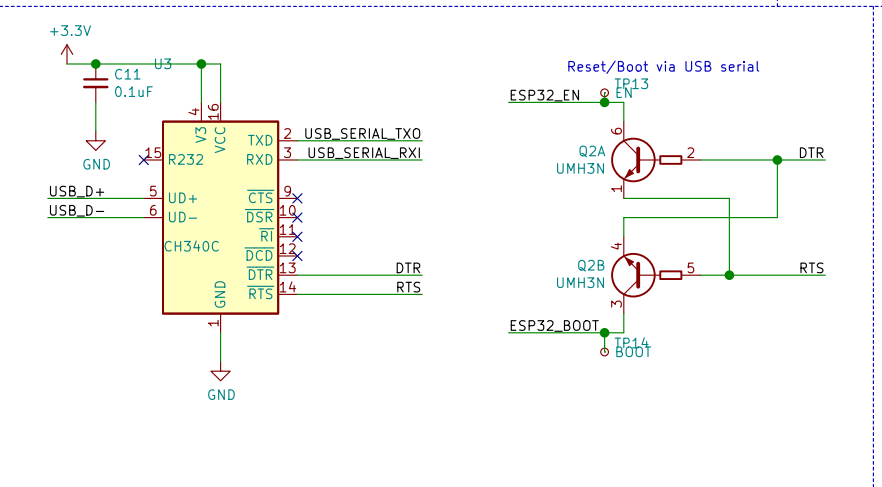 +3.3V
U3
C11
0.1uF
GND
4
16
V3
VCC
15
R232
TXD
2
USB_SERIAL_TXO
RXD
3
USB_SERIAL_RXI
USB_D+
5
UD+
CTS
9
USB_D-
6
UD-
DSR
10
RI
11
CH340C
DCD
12
DTR
13
DTR
RTS
14
RTS
GND
1
GND
Reset/Boot via USB serial
TP13
EN
ESP32_EN
6
Q2A
UMH3N
2
DTR
1
4
Q2B
UMH3N
5
RTS
3
ESP32_BOOT
TP14
BOOT